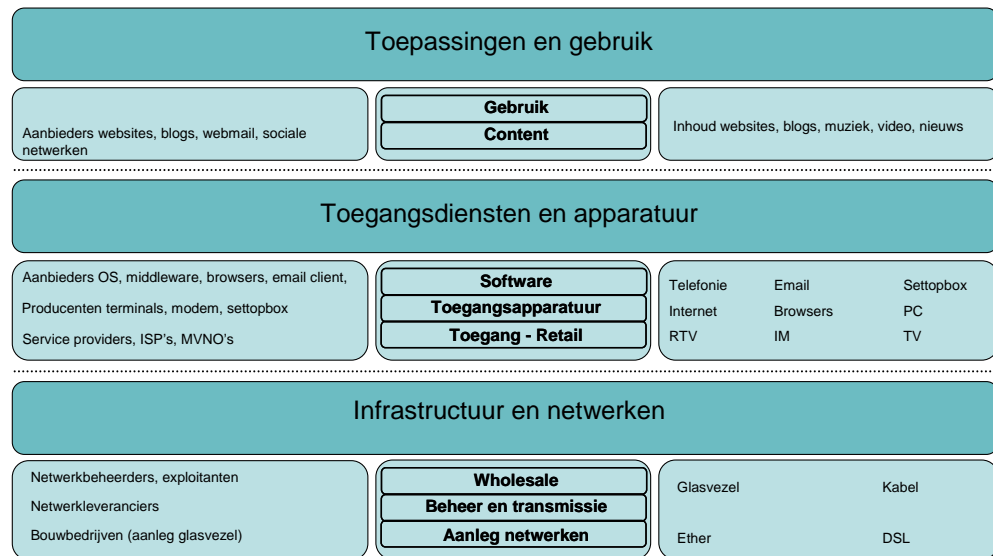 Toepassingen en gebruik
Aanbieders websites, blogs, webmail, sociale
netwerken
Gebruik
Content
Inhoud websites, blogs, muziek, video, nieuws
Toegangsdiensten en apparatuur
Aanbieders OS, middleware, browsers, email client,
Producenten terminals, modem, settopbox
Service providers, ISP's, MVNO's
Software
Toegangsapparatuur
Toegang - Retail
Telefonie Email Settopbox
Internet Browsers PC
RTV IM TV
Infrastructuur en netwerken
Netwerkbeheerders, exploitanten
Netwerkleveranciers
Bouwbedrijven (aanleg glasvezel)
Wholesale
Beheer en transmissie
Aanleg netwerken
Glasvezel Kabel
Ether DSL